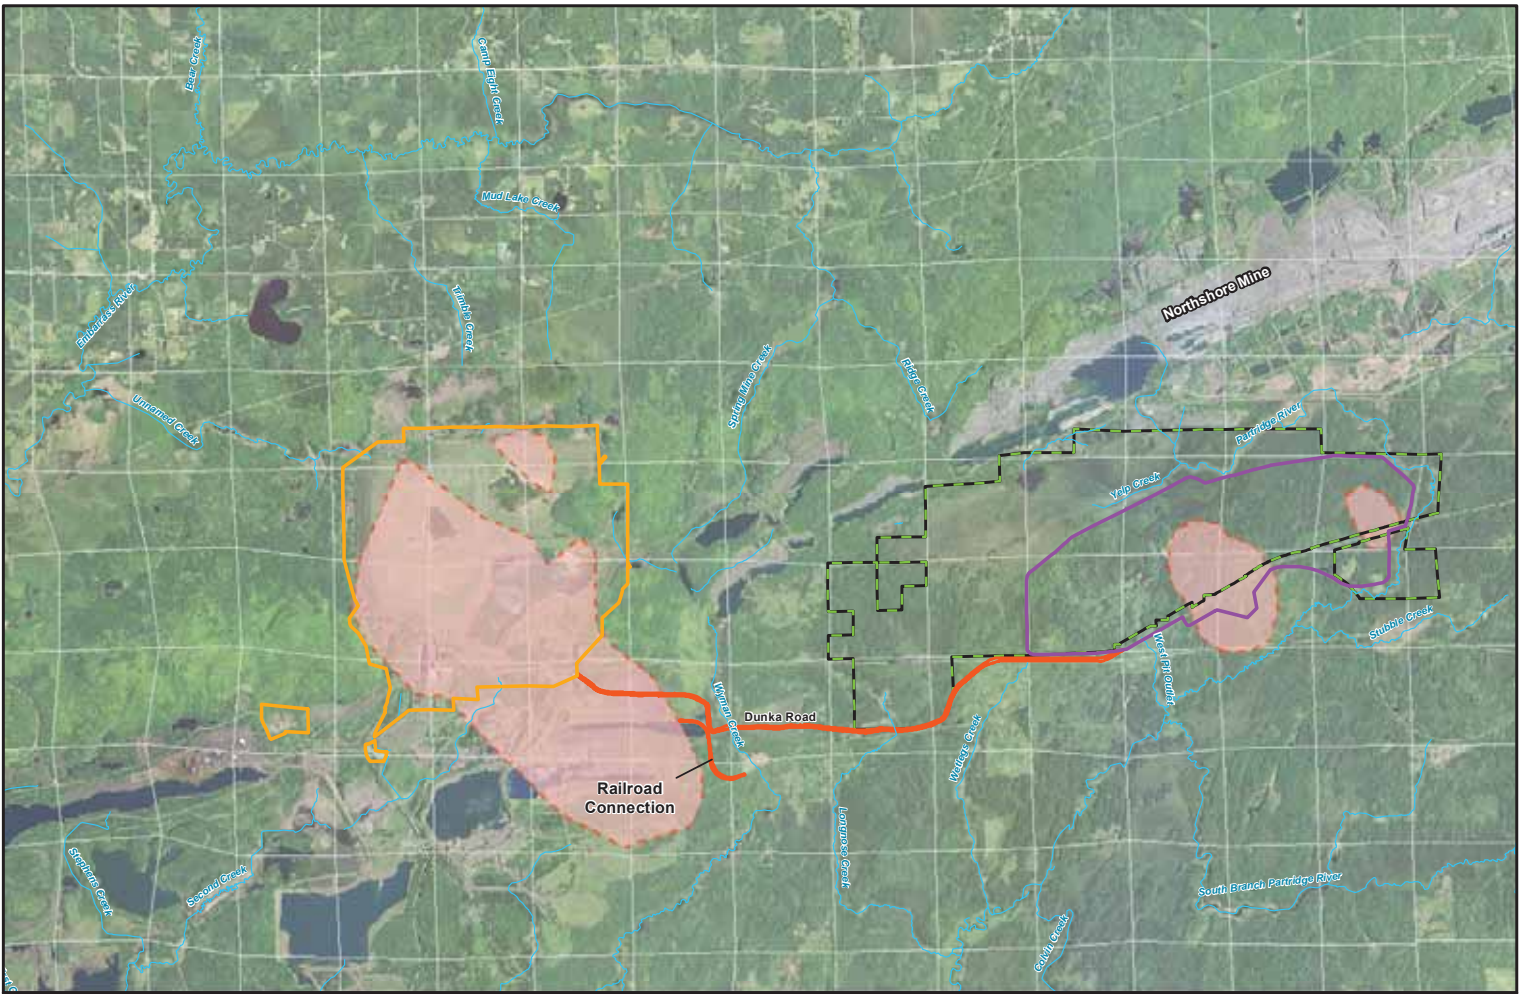 Bear Creek
Camp Eight Creek
Mud Lake Creek
Embarrass River
Trimble Creek
Northshore Mine
Spring Mine Creek
Ridge Creek
Unnamed Creek
Partridge River
Yelp Creek
Stubble Creek
West Pit Outlet
Wyman Creek
Dunka Road
Wetlegs Creek
Railroad
Connection
Longnose Creek
Stephens Creek
Second Creek
South Branch Partridge River
Calvin Creek